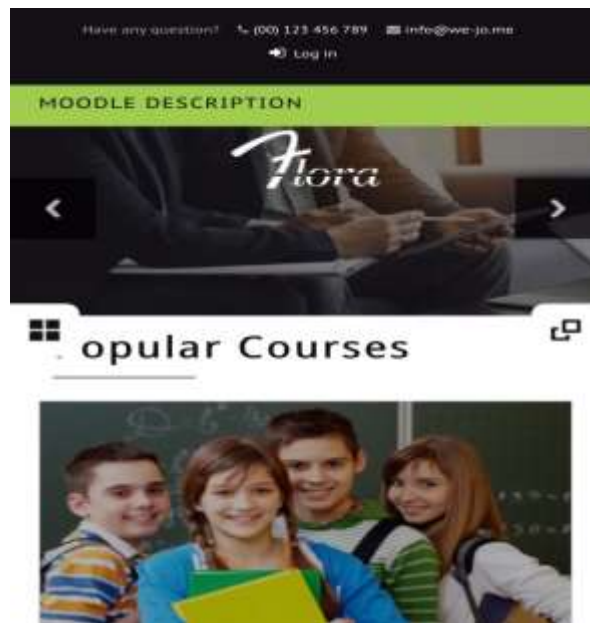 Have any question? (00) 123 456 789 info@we-jo.me
Log in
MOODLE DESCRIPTION
Flora
opular Courses